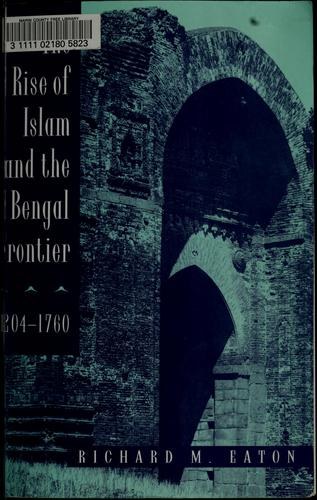 MARIN COUNTY FREE LIBRARY
3 1111 02180 5823
The
Rise of
Islam
and the
Bengal
rontier
204–1760
RICHARD M. EATON